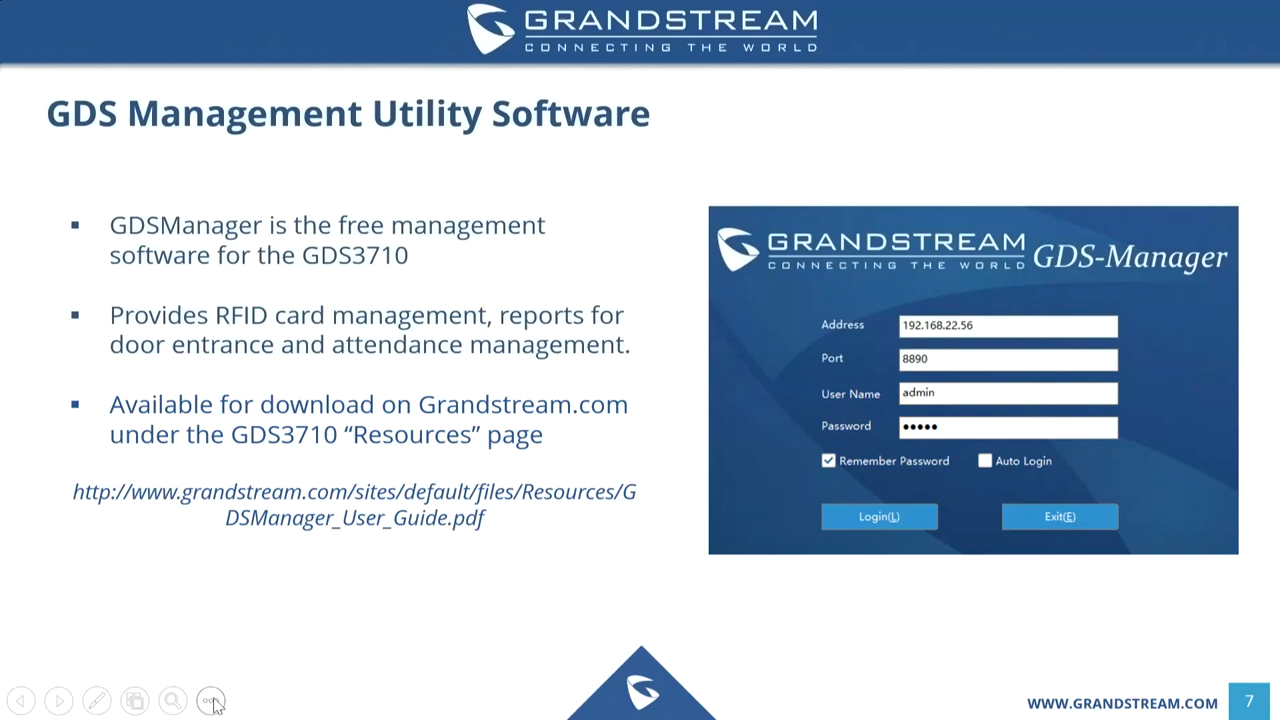 GRANDSTREAM
CONNECTING THE WORLD
GDS Management Utility Software
▪ GDSManager is the free management
software for the GDS3710
▪ Provides RFID card management, reports for
door entrance and attendance management.
▪ Available for download on Grandstream.com
under the GDS3710 “Resources” page
http://www.grandstream.com/sites/default/files/Resources/G
DSManager_User_Guide.pdf
GRANDSTREAM GDS-Manager
CONNECTING THE WORLD
Address 192.168.22.56
Port 8890
User Name admin
Password •••••
Remember Password Auto Login
Login(L) Exit(E)
WWW.GRANDSTREAM.COM 7